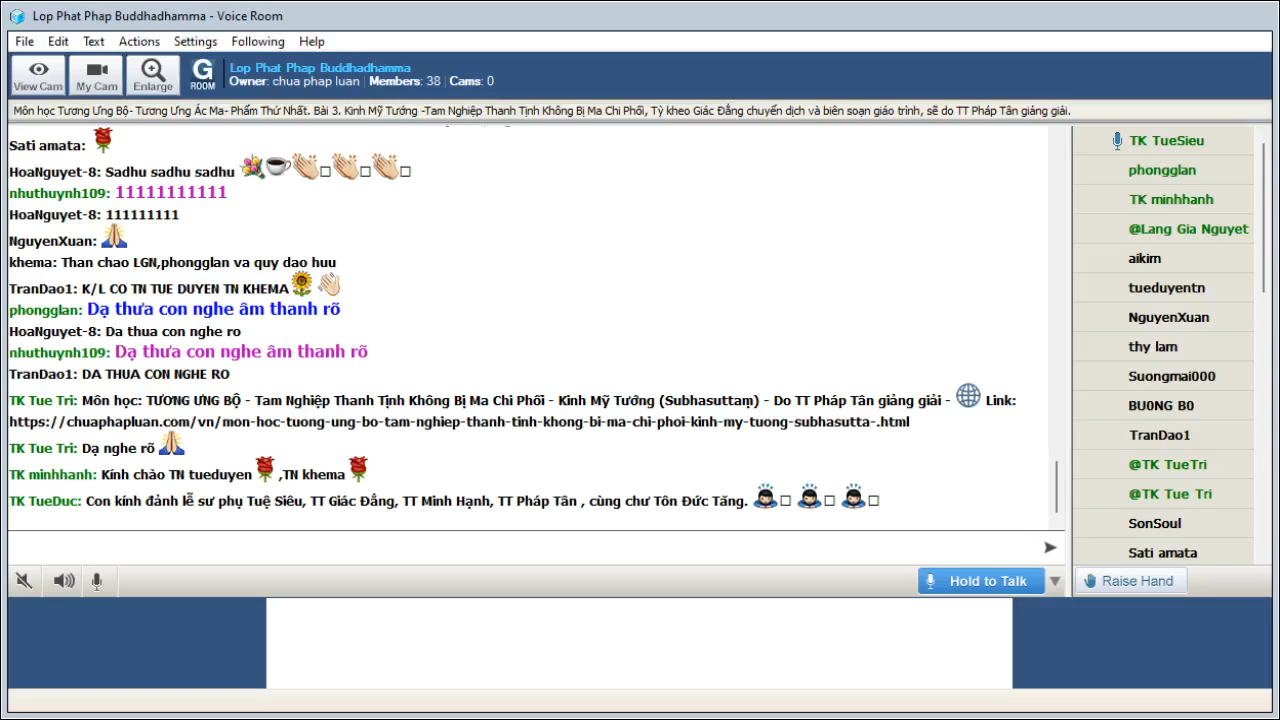 Lop Phat Phap Buddhadhamma - Voice Room
File Edit Text Actions Settings Following Help
View Cam
My Cam
Enlarge
G ROOM
Lop Phat Phap Buddhadhamma
Owner: chua phap luan Members: 38 Cams: 0
Môn học Tương Ưng Bộ- Tương Ưng Ác Ma- Phẩm Thứ Nhất. Bài 3. Kinh Mỹ Tướng -Tam Nghiệp Thanh Tịnh Không Bị Ma Chi Phối, Tỳ kheo Giác Đẳng chuyển dịch và biên soạn giáo trình, sẽ do TT Pháp Tân giảng giải.
Sati amata:
HoaNguyet-8: Sadhu sadhu sadhu
nhuthuynh109: 11111111111
HoaNguyet-8: 111111111
NguyenXuan:
khema: Than chao LGN,phongglan va quy dao huu
TranDao1: K/L CO TN TUE DUYEN TN KHEMA
phongglan: Dạ thưa con nghe âm thanh rõ
HoaNguyet-8: Da thua con nghe ro
nhuthuynh109: Dạ thưa con nghe âm thanh rõ
TranDao1: DA THUA CON NGHE RO
TK Tue Tri: Môn học: TƯƠNG ƯNG BỘ - Tam Nghiệp Thanh Tịnh Không Bị Ma Chi Phối - Kinh Mỹ Tướng (Subhasuttaṃ) - Do TT Pháp Tân giảng giải - Link:
https://chuaphapluan.com/vn/mon-hoc-tuong-ung-bo-tam-nghiep-thanh-tinh-khong-bi-ma-chi-phoi-kinh-my-tuong-subhasutta-.html
TK Tue Tri: Dạ nghe rõ
TK minhhanh: Kính chào TN tueduyen ,TN khema
TK TueDuc: Con kính đảnh lễ sư phụ Tuệ Siêu, TT Giác Đẳng, TT Minh Hạnh, TT Pháp Tân , cùng chư Tôn Đức Tăng.
TK TueSieu
phongglan
TK minhhanh
@Lang Gia Nguyet
aikim
tueduyentn
NguyenXuan
thy lam
Suongmai000
BU0NG B0
TranDao1
@TK TueTri
@TK Tue Tri
SonSoul
Sati amata
Hold to Talk
Raise Hand